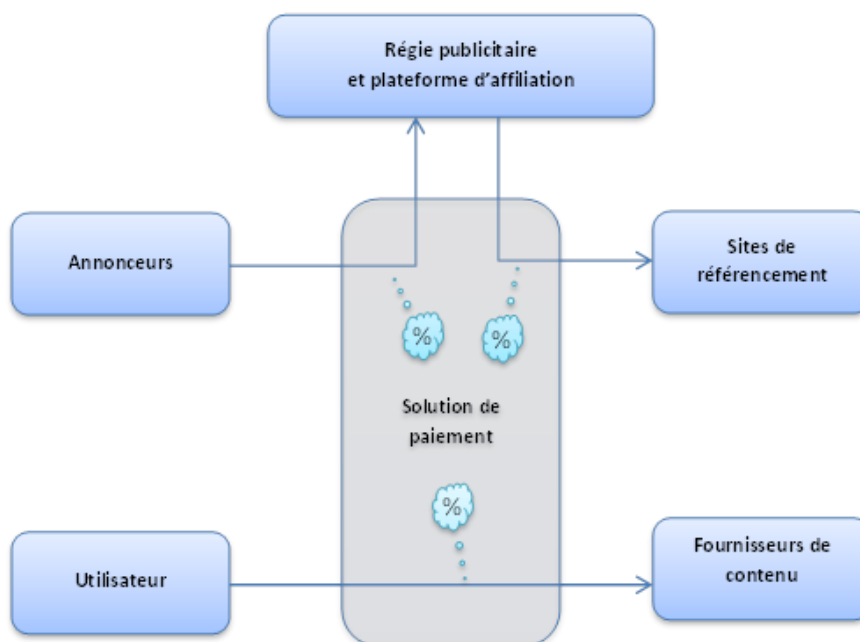 Régie publicitaire
et plateforme d'affiliation
Annonceurs
Sites de
référencement
%
%
Solution de
paiement
%
Utilisateur
Fournisseurs de
contenu